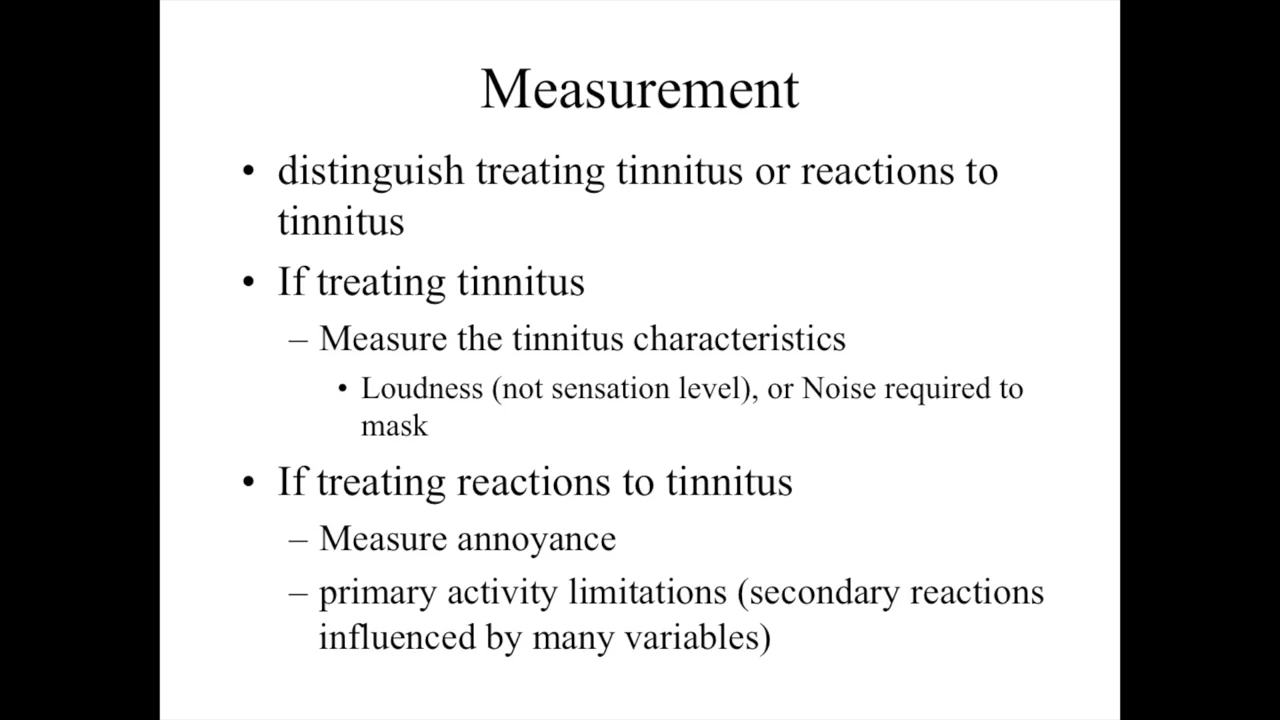 Measurement
• distinguish treating tinnitus or reactions to
tinnitus
• If treating tinnitus
– Measure the tinnitus characteristics
• Loudness (not sensation level), or Noise required to
mask
• If treating reactions to tinnitus
– Measure annoyance
– primary activity limitations (secondary reactions
influenced by many variables)